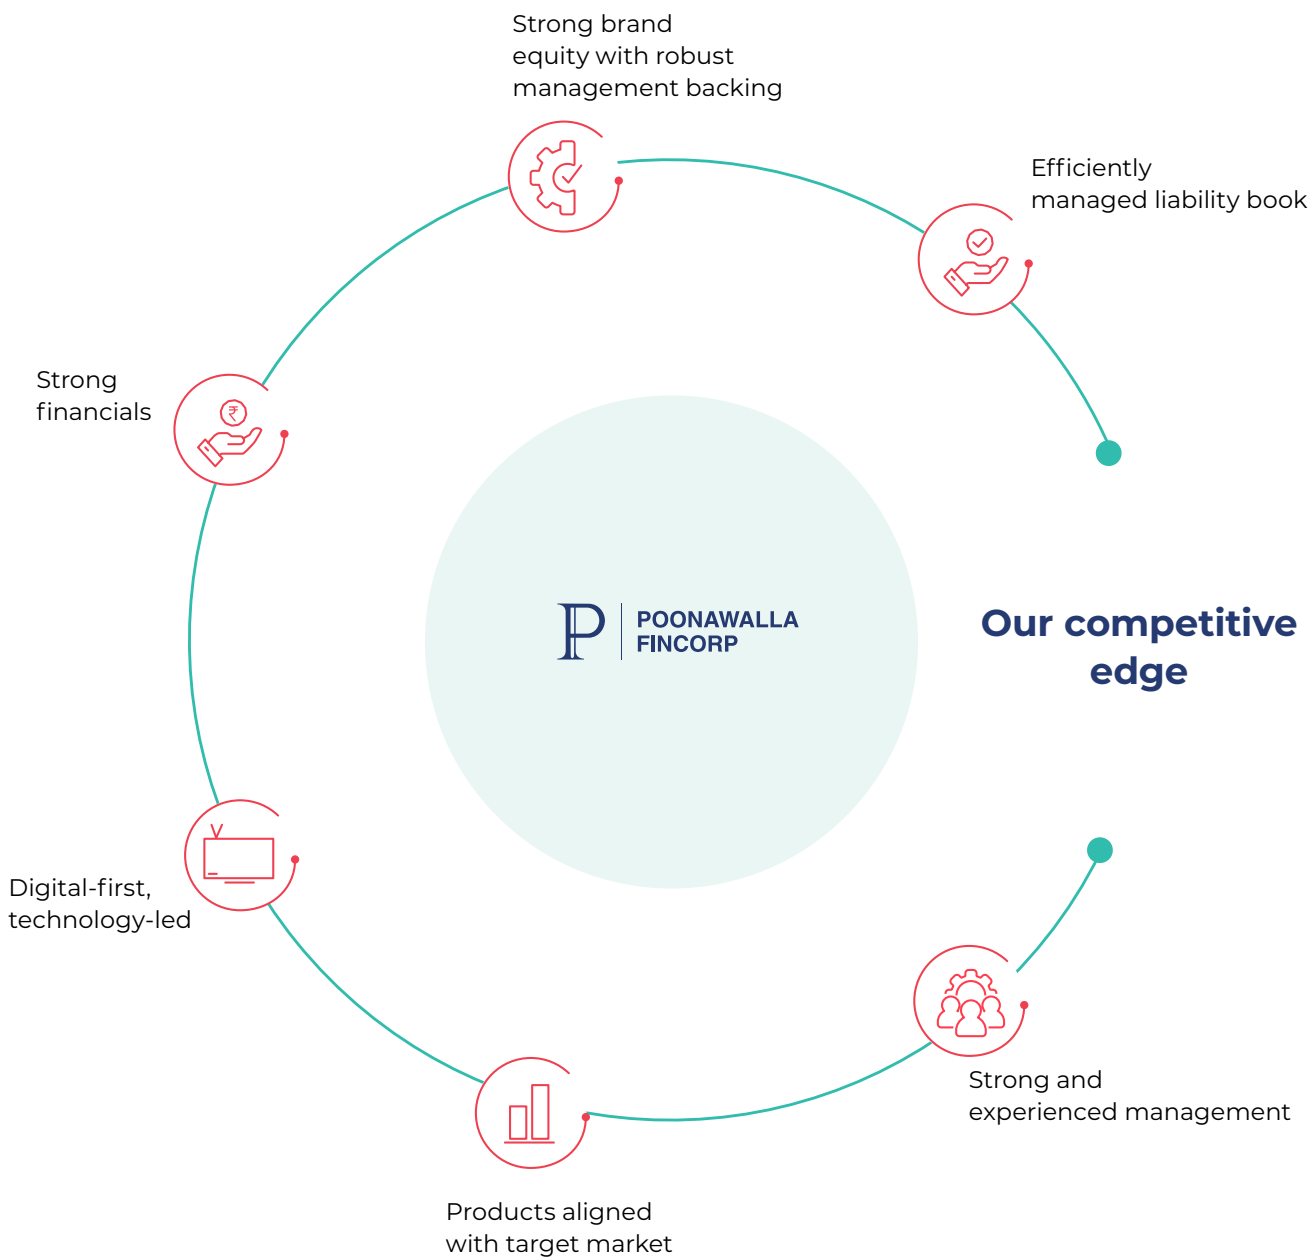 Strong brand
equity with robust
management backing
Efficiently
managed liability book
Strong
financials
₹
P
POONAWALLA
FINCORP
Our competitive
edge
Digital-first,
technology-led
Strong and
experienced management
Products aligned
with target market